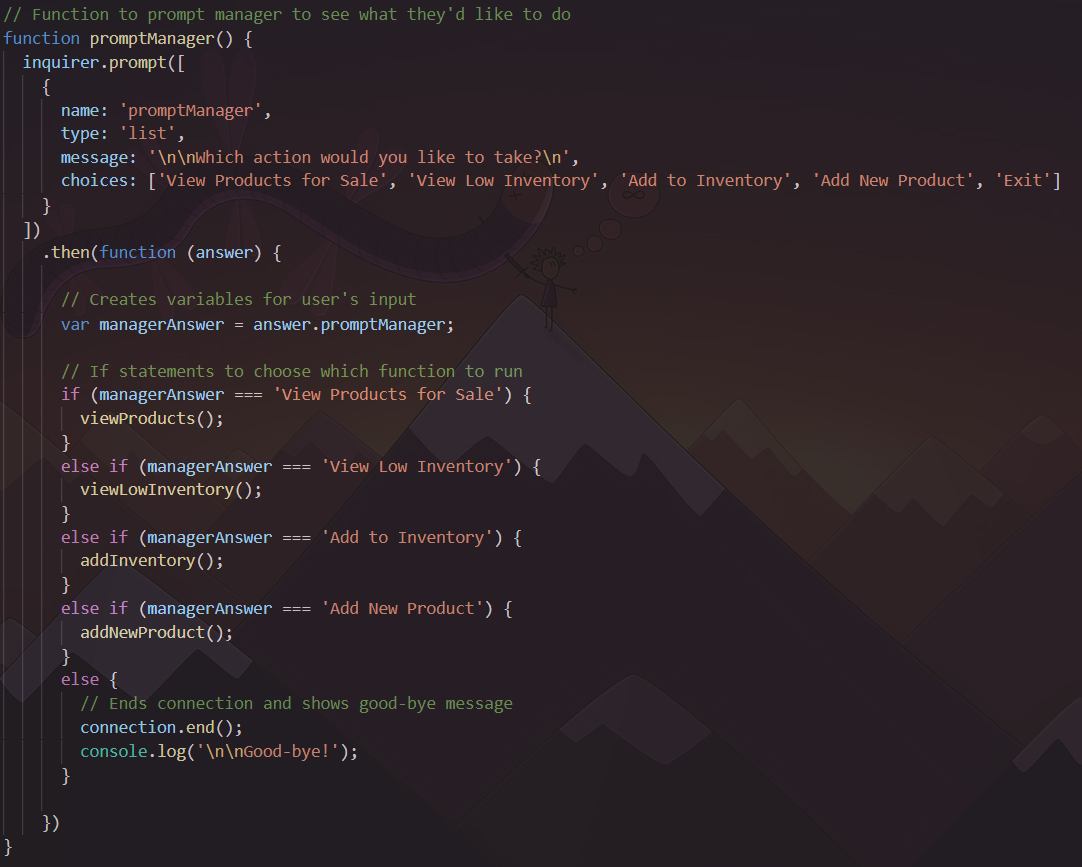 // Function to prompt manager to see what they'd like to do
function promptManager() {
  inquirer.prompt([
    {
      name: 'promptManager',
      type: 'list',
      message: '\n\nWhich action would you like to take?\n',
      choices: ['View Products for Sale', 'View Low Inventory', 'Add to Inventory', 'Add New Product', 'Exit']
    }
  ])
    .then(function (answer) {

      // Creates variables for user's input
      var managerAnswer = answer.promptManager;

      // If statements to choose which function to run
      if (managerAnswer === 'View Products for Sale') {
        viewProducts();
      }
      else if (managerAnswer === 'View Low Inventory') {
        viewLowInventory();
      }
      else if (managerAnswer === 'Add to Inventory') {
        addInventory();
      }
      else if (managerAnswer === 'Add New Product') {
        addNewProduct();
      }
      else {
        // Ends connection and shows good-bye message
        connection.end();
        console.log('\n\nGood-bye!');
      }

    })
}